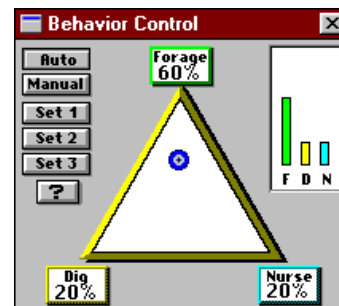 Behavior Control
Auto
Manual
Set 1
Set 2
Set 3
?
Forage
60%
F D N
Dig
20%
Nurse
20%